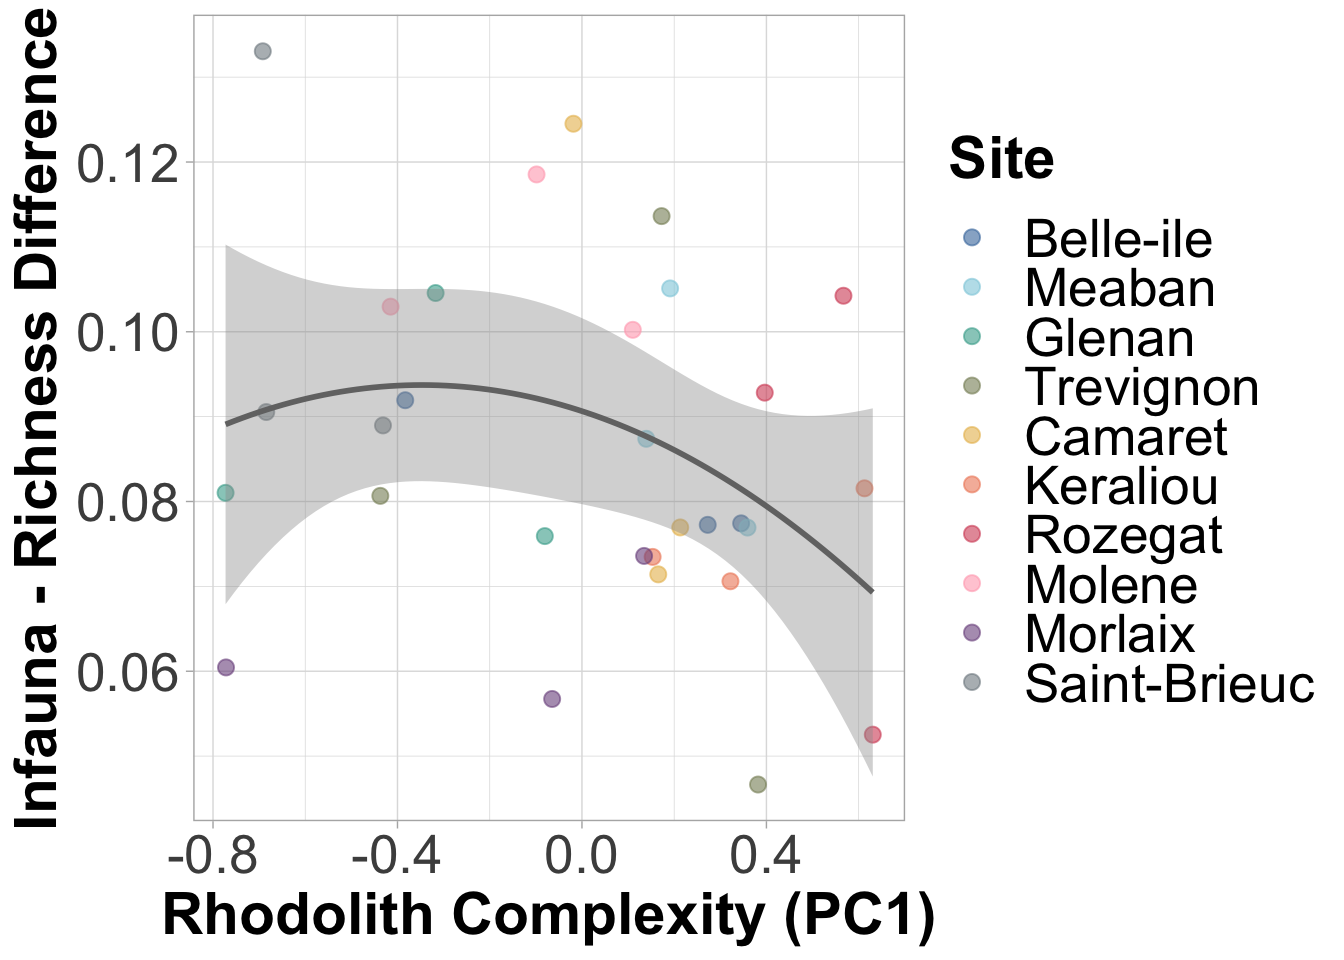 Infauna - Richness Difference
0.12
0.10
0.08
0.06
-0.8
-0.4
0.0
0.4
Rhodolith Complexity (PC1)
Site
Belle-ile
Meaban
Glenan
Trevignon
Camaret
Keraliou
Rozegat
Molene
Morlaix
Saint-Brieuc